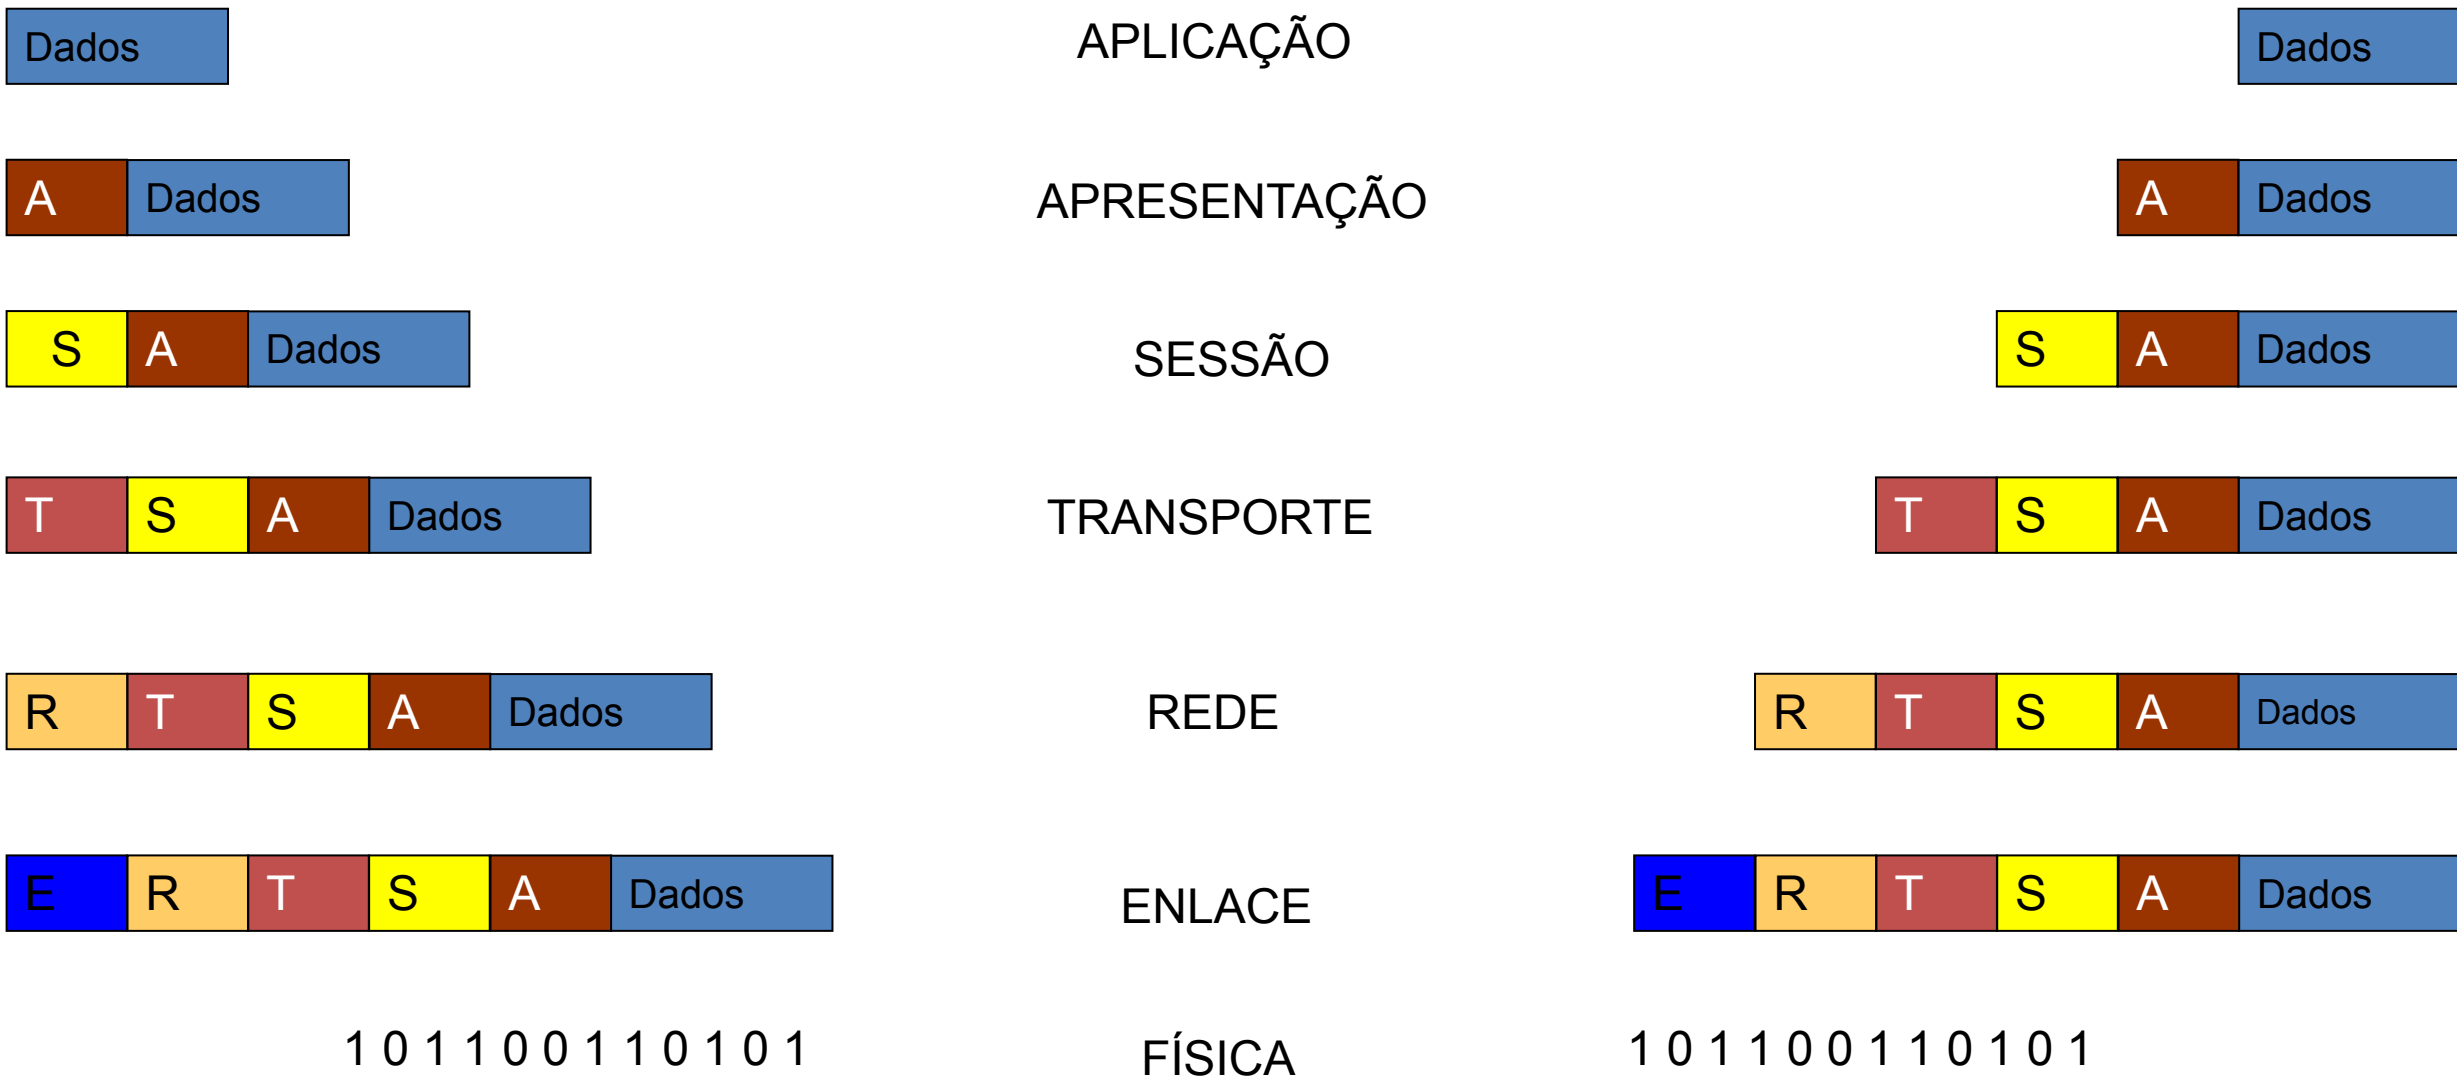 Dados APLICAÇÃO Dados
A Dados APRESENTAÇÃO A Dados
S A Dados SESSÃO S A Dados
T S A Dados TRANSPORTE T S A Dados
R T S A Dados REDE R T S A Dados
E R T S A Dados ENLACE E R T S A Dados
1 0 1 1 0 0 1 1 0 1 0 1 FÍSICA 1 0 1 1 0 0 1 1 0 1 0 1